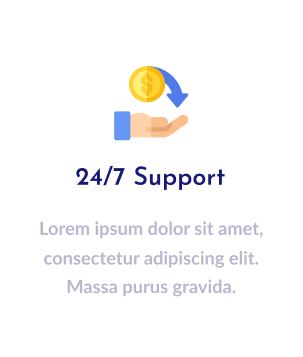 24/7 Support
Lorem ipsum dolor sit amet,
consectetur adipiscing elit.
Massa purus gravida.